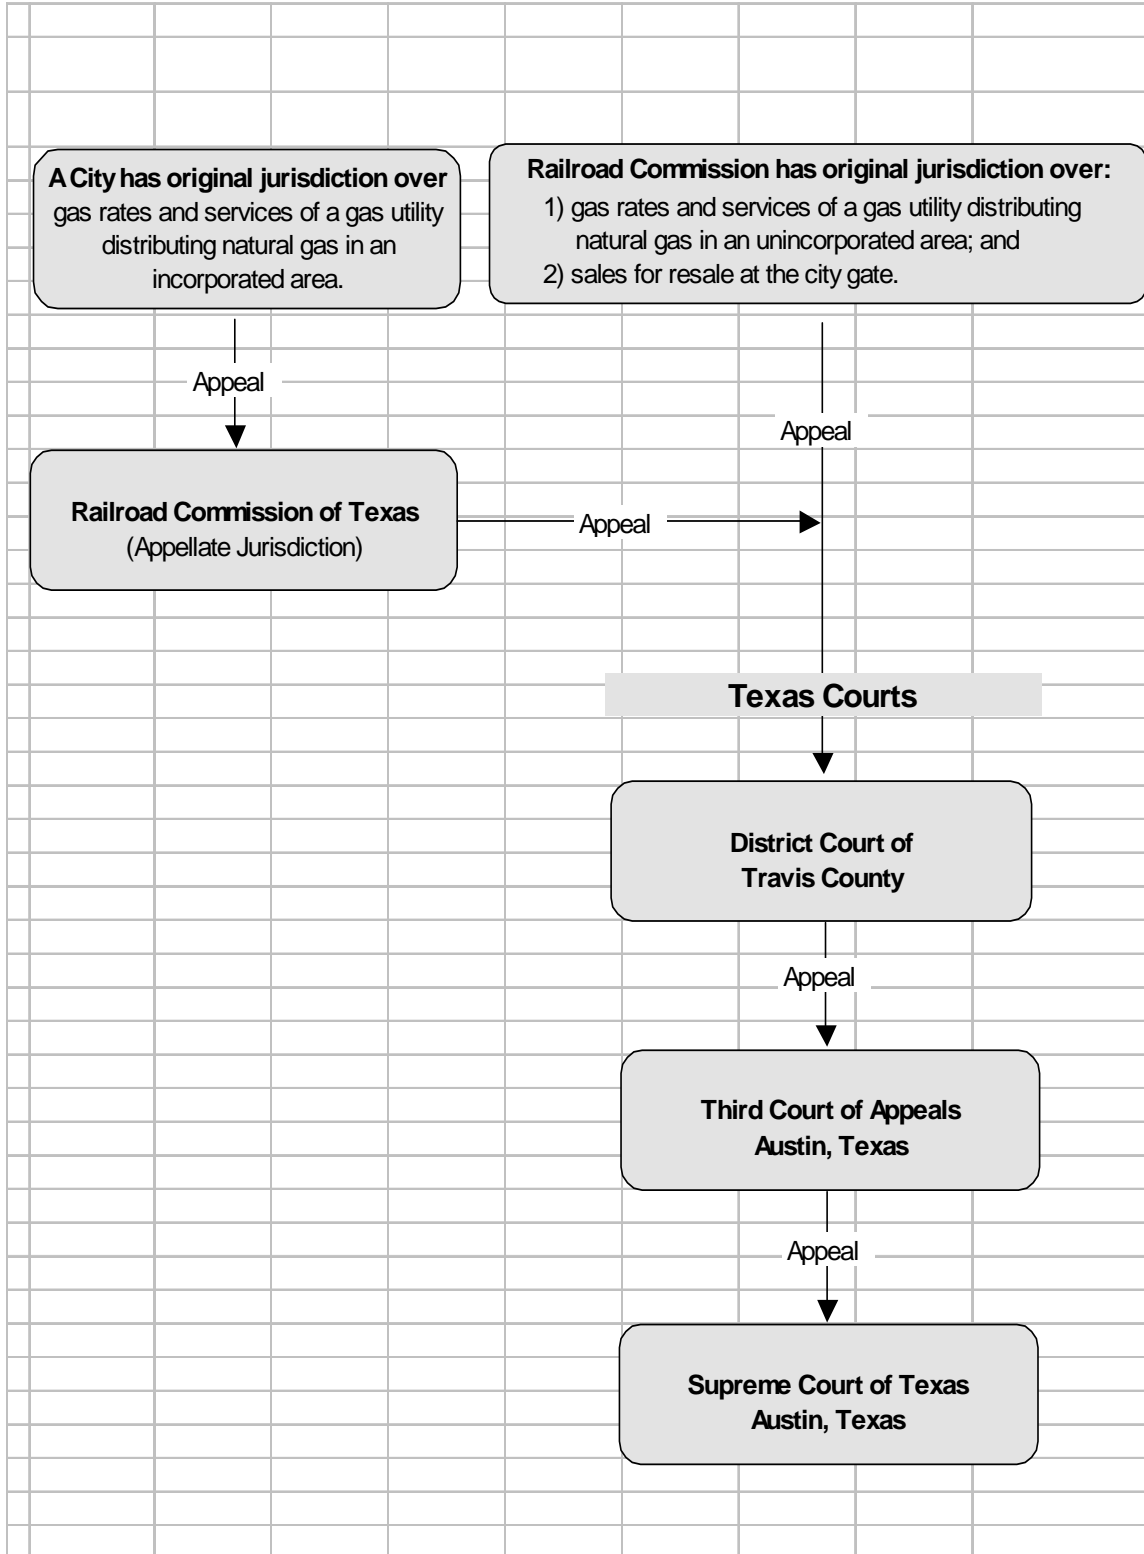 A City has original jurisdiction over
gas rates and services of a gas utility
distributing natural gas in an
incorporated area.
Railroad Commission has original jurisdiction over:
1) gas rates and services of a gas utility distributing
natural gas in an unincorporated area; and
2) sales for resale at the city gate.
Appeal
Appeal
Railroad Commission of Texas
(Appellate Jurisdiction)
Appeal
Texas Courts
District Court of
Travis County
Appeal
Third Court of Appeals
Austin, Texas
Appeal
Supreme Court of Texas
Austin, Texas